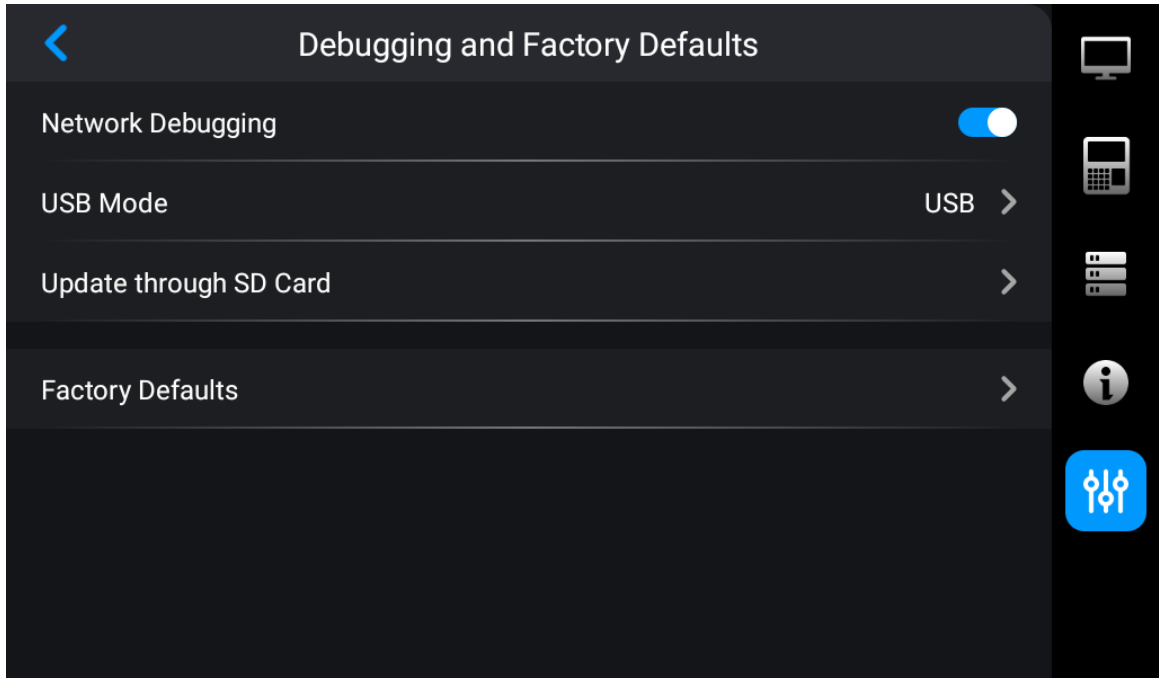 Debugging and Factory Defaults
Network Debugging
USB Mode USB
Update through SD Card
Factory Defaults